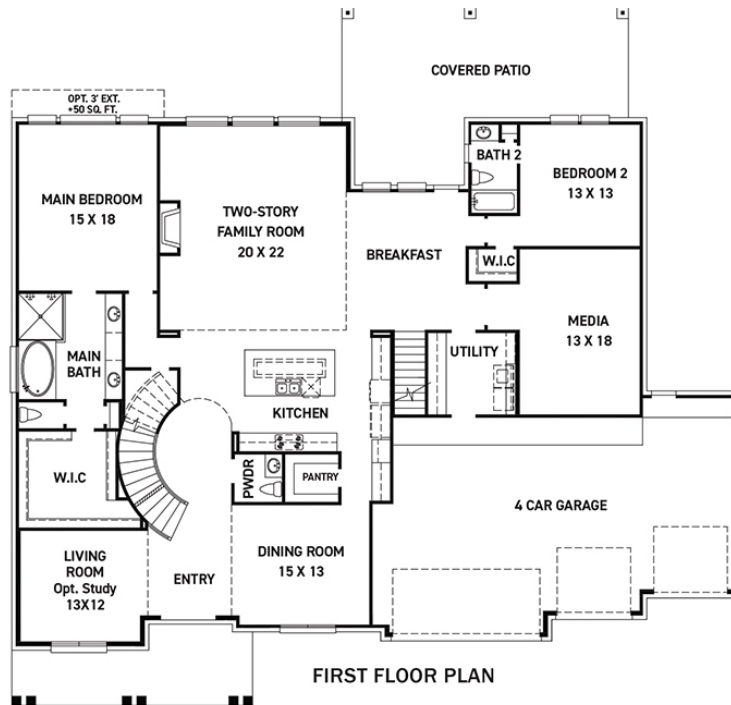 COVERED PATIO
OPT. 3' EXT.
+50 SQ. FT.
MAIN BEDROOM
15 X 18
TWO-STORY
FAMILY ROOM
20 X 22
BATH 2
BEDROOM 2
13 X 13
BREAKFAST
W.I.C
MEDIA
13 X 18
MAIN
BATH
UTILITY
KITCHEN
W.I.C
PWDR
PANTRY
4 CAR GARAGE
LIVING
ROOM
Opt. Study
13X12
ENTRY
DINING ROOM
15 X 13
FIRST FLOOR PLAN